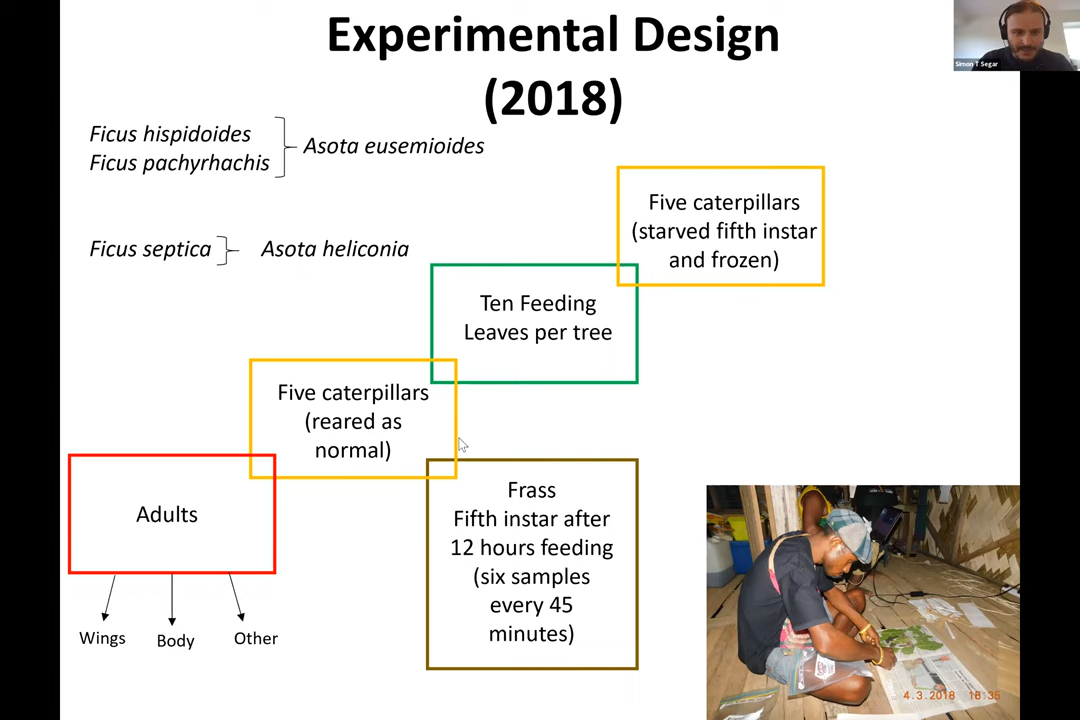 Experimental Design
(2018)
Simon T Segar
Ficus hispidoides
Ficus pachyrhachis
Asota eusemioides
Ficus septica
Asota heliconia
Five caterpillars
(starved fifth instar
and frozen)
Ten Feeding
Leaves per tree
Five caterpillars
(reared as
normal)
Adults
Wings
Body
Other
Frass
Fifth instar after
12 hours feeding
(six samples
every 45
minutes)
4.3.2018 18:35